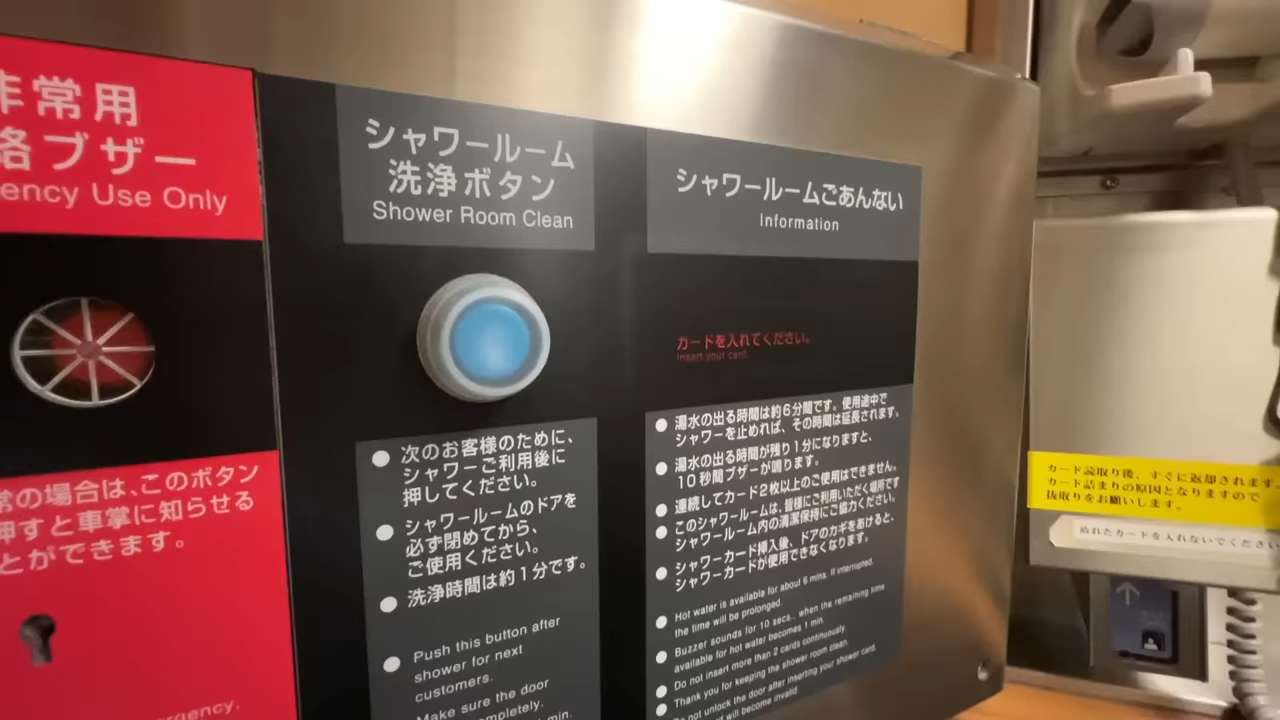 非常用
絡ブザー
ency Use Only
常の場合は、このボタン
押すと車掌に知らせる
とができます。
ergency,
シャワールーム
洗浄ボタン
Shower Room Clean
次のお客様のために、
シャワーご利用後に
押してください。
シャワールームのドアを
必ず閉めてから、
ご使用ください。
洗浄時間は約1分です。
Push this button after
shower for next
customers.
Make sure the door
mpletely.
min.
シャワールームごあんない
Information
カードを入れてください。
Insert your card
湯水の出る時間は約6分間です。使用途中で
シャワーを止めれば、その時間は延長されます。
湯水の出る時間が残り1分になりますと、
10秒間ブザーが鳴ります。
連続してカード2枚以上のご使用はできません。
このシャワールームは、皆様にご利用いただく場所です
シャワールーム内の清潔保持にご協力ください。
シャワーカード挿入後、ドアのカギをあけると、
シャワーカードが使用できなくなります。
Hot water is available for about 6 mins. If interrupted,
the time will be prolonged.
Buzzer sounds for 10 secs., when the remaining time
available for hot water becomes 1 min.
Do not insert more than 2 cards continuously.
Thank you for keeping the shower room clean.
Do not unlock the door after inserting your shower card.
rd will become invalid
カード読取り後、すぐに返却されます。
カード詰まりの原因となりますので
抜取りをお願いします。
ぬれたカードを入れないでください